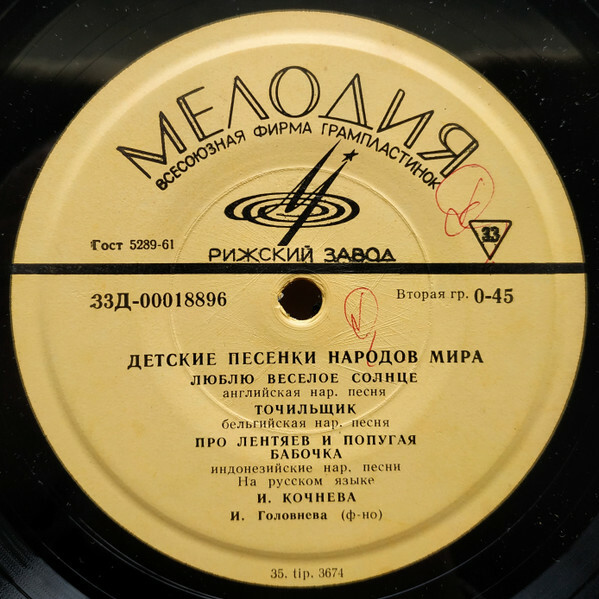 МЕЛОДИЯ
ВСЕСОЮЗНАЯ ФИРМА ГРАМПЛАСТИНОК
33
Гост 5289-61
РИЖСКИЙ ЗАВОД
33Д-00018896
Вторая гр. 0-45
ДЕТСКИЕ ПЕСЕНКИ НАРОДОВ МИРА
ЛЮБЛЮ ВЕСЕЛОЕ СОЛНЦЕ
английская нар. песня
ТОЧИЛЬЩИК
бельгийская нар. песня
ПРО ЛЕНТЯЕВ И ПОПУГАЯ
БАБОЧКА
индонезийские нар. песни
На русском языке
И. КОЧНЕВА
И. Головнева (ф-но)
35. tip. 3674